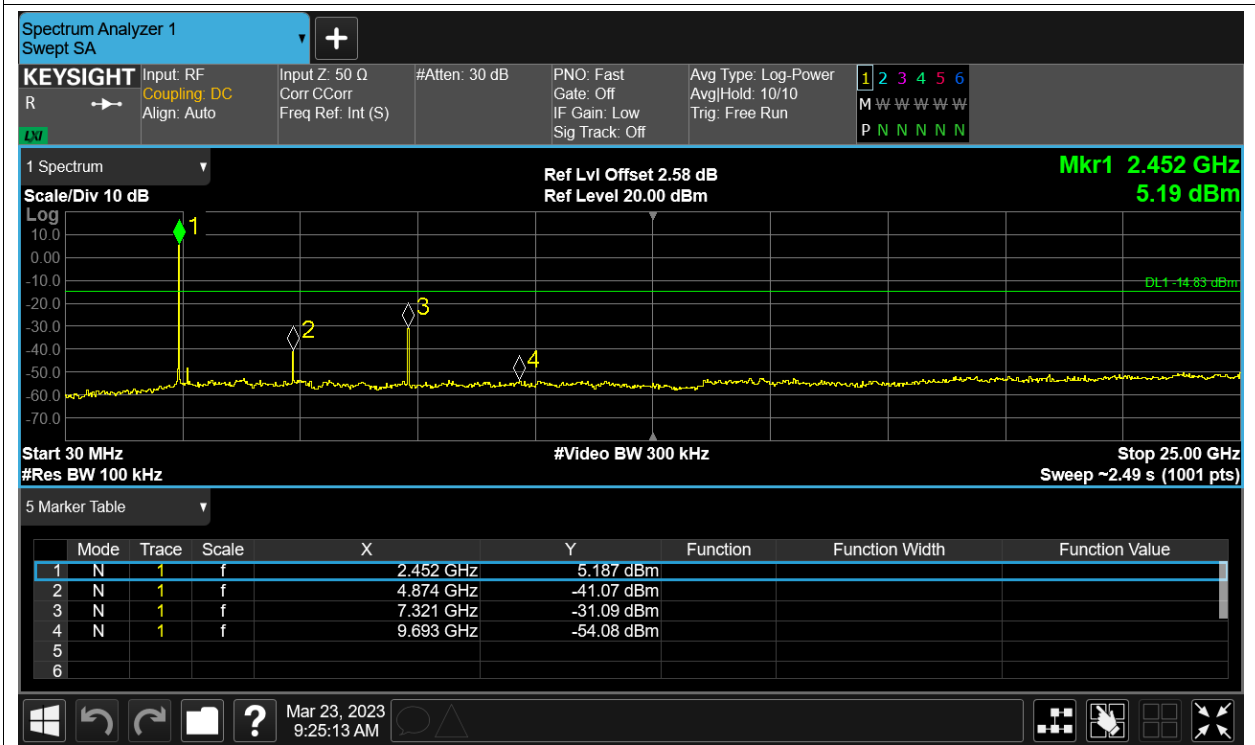 Spectrum Analyzer 1
Swept SA
KEYSIGHT
R
LXI
Input: RF
Coupling: DC
Align: Auto
Input Z: 50 Ω
Corr CCorr
Freq Ref: Int (S)
#Atten: 30 dB
PNO: Fast
Gate: Off
IF Gain: Low
Sig Track: Off
Avg Type: Log-Power
Avg|Hold: 10/10
Trig: Free Run
1 2 3 4 5 6
M W W W W W W
P N N N N N
1 Spectrum
Scale/Div 10 dB
Ref Lvl Offset 2.58 dB
Ref Level 20.00 dBm
Mkr1 2.452 GHz
5.19 dBm
Log
10.0
0.00
-10.0
-20.0
-30.0
-40.0
-50.0
-60.0
-70.0
1
2
3
4
DL1 -14.83 dBm
Start 30 MHz
#Video BW 300 kHz
Stop 25.00 GHz
#Res BW 100 kHz
Sweep ~2.49 s (1001 pts)
5 Marker Table
Mode Trace Scale X Y Function Function Width Function Value
1 N 1 f 2.452 GHz 5.187 dBm
2 N 1 f 4.874 GHz -41.07 dBm
3 N 1 f 7.321 GHz -31.09 dBm
4 N 1 f 9.693 GHz -54.08 dBm
5
6
?
Mar 23, 2023
9:25:13 AM